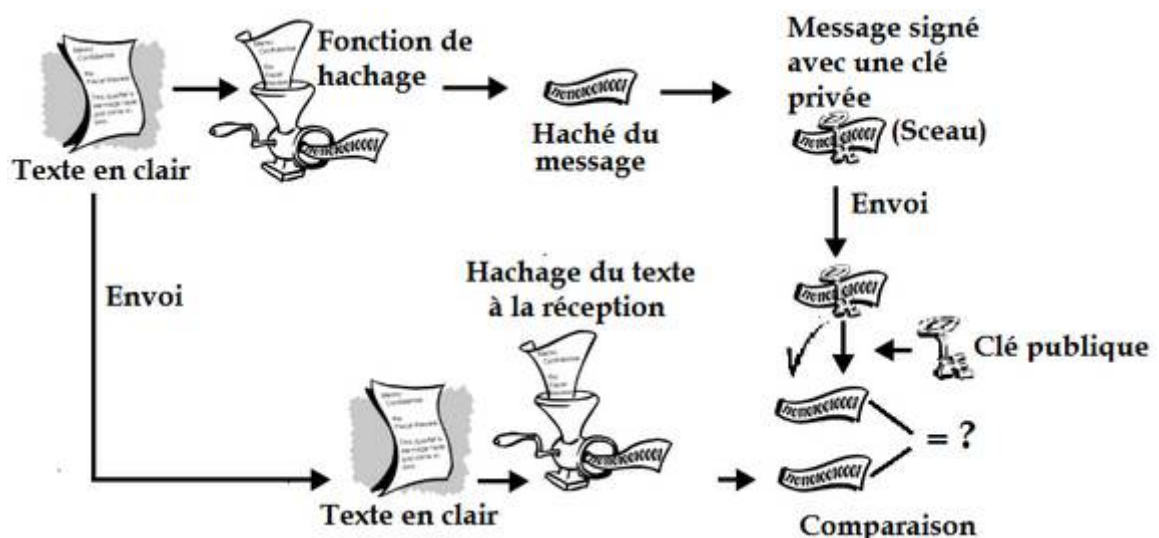 Fonction de
hachage
Message signé
avec une clé
privée
(Sceau)
Haché du
message
Texte en clair
Envoi
Envoi
Hachage du texte
à la réception
Clé publique
= ?
Texte en clair
Comparaison